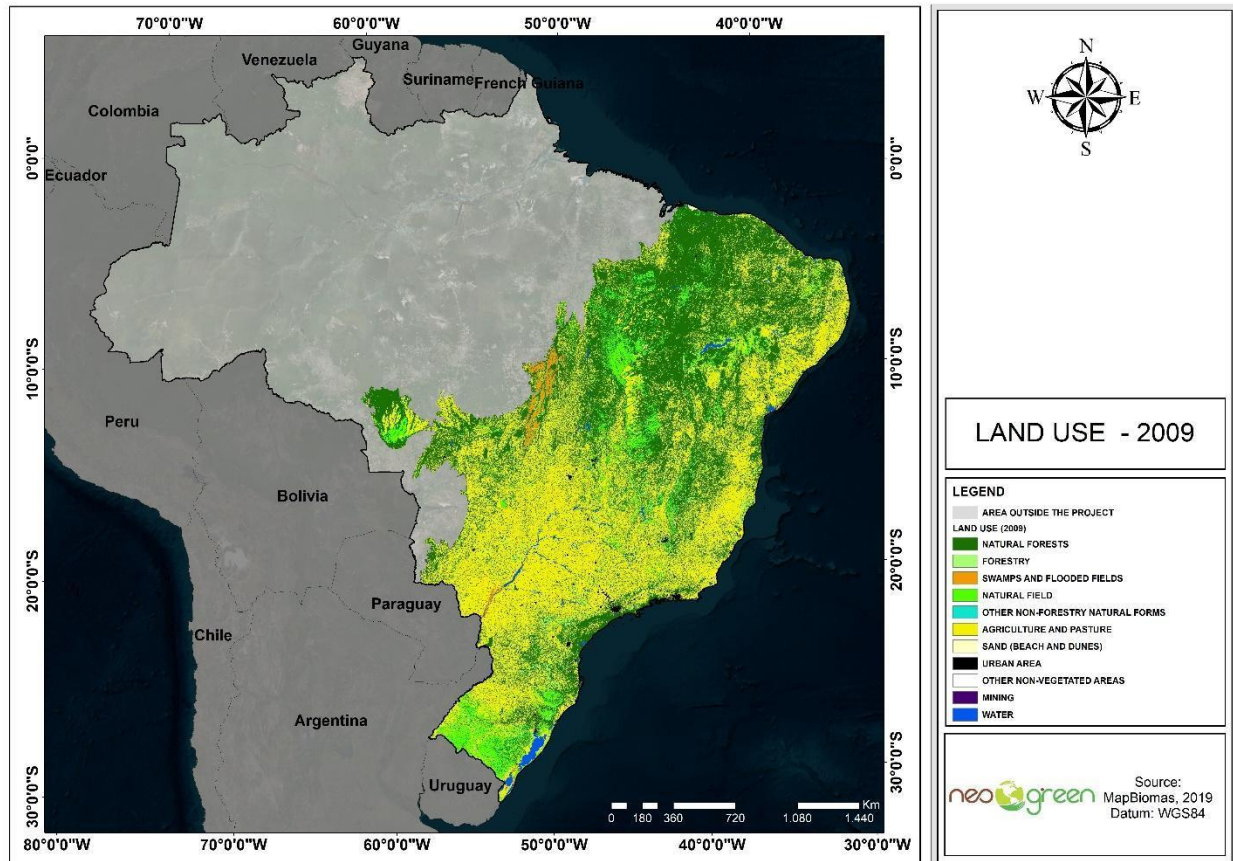 70°0'0"W 60°0'0"W 50°0'0"W 40°0'0"W
Guyana
Venezuela
Suriname
French Guiana
Colombia
Ecuador
Peru
Bolivia
Paraguay
Chile
Argentina
Uruguay
0°0'0"
10°0'0"S
20°0'0"S
30°0'0"S
0°0'0"
10°0'0"S
20°0'0"S
30°0'0"S
Km
0 180 360 720 1.080 1.440
80°0'0"W 70°0'0"W 60°0'0"W 50°0'0"W 40°0'0"W 30°0'0"W
N
W E
S
LAND USE - 2009
LEGEND
AREA OUTSIDE THE PROJECT
LAND USE (2009)
NATURAL FORESTS
FORESTRY
SWAMPS AND FLOODED FIELDS
NATURAL FIELD
OTHER NON-FORESTRY NATURAL FORMS
AGRICULTURE AND PASTURE
SAND (BEACH AND DUNES)
URBAN AREA
OTHER NON-VEGETATED AREAS
MINING
WATER
neogreen
Source:
MapBiomas, 2019
Datum: WGS84